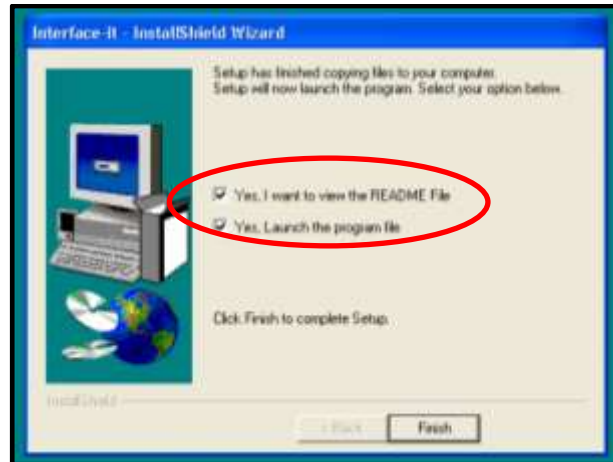 Interface-it - InstallShield Wizard
Setup has finished copying files to your computer.
Setup will now launch the program. Select your option below.
Yes, I want to view the README File
Yes, Launch the program file
Click Finish to complete Setup.
InstallShield
< Back
Finish